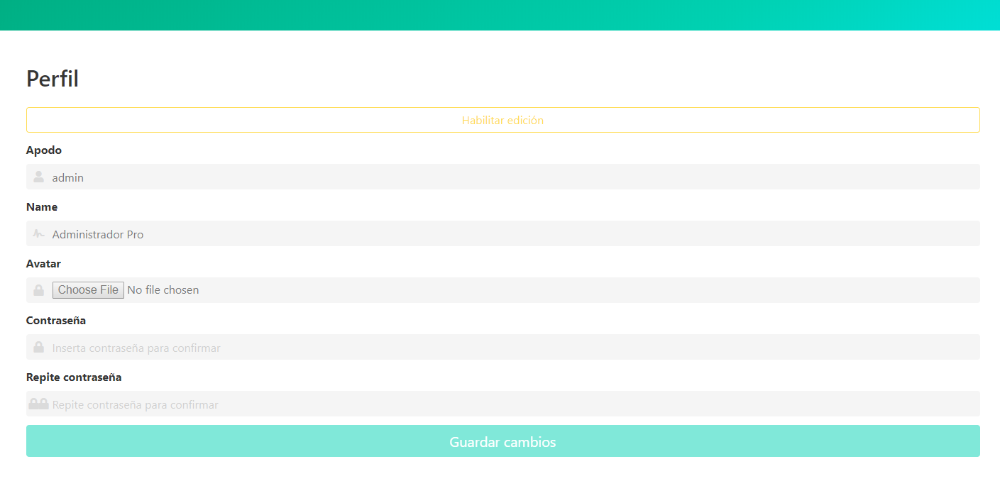 Perfil
Habilitar edición
Apodo
admin
Name
Administrador Pro
Avatar
Choose File No file chosen
Contraseña
Inserta contraseña para confirmar
Repite contraseña
Repite contraseña para confirmar
Guardar cambios